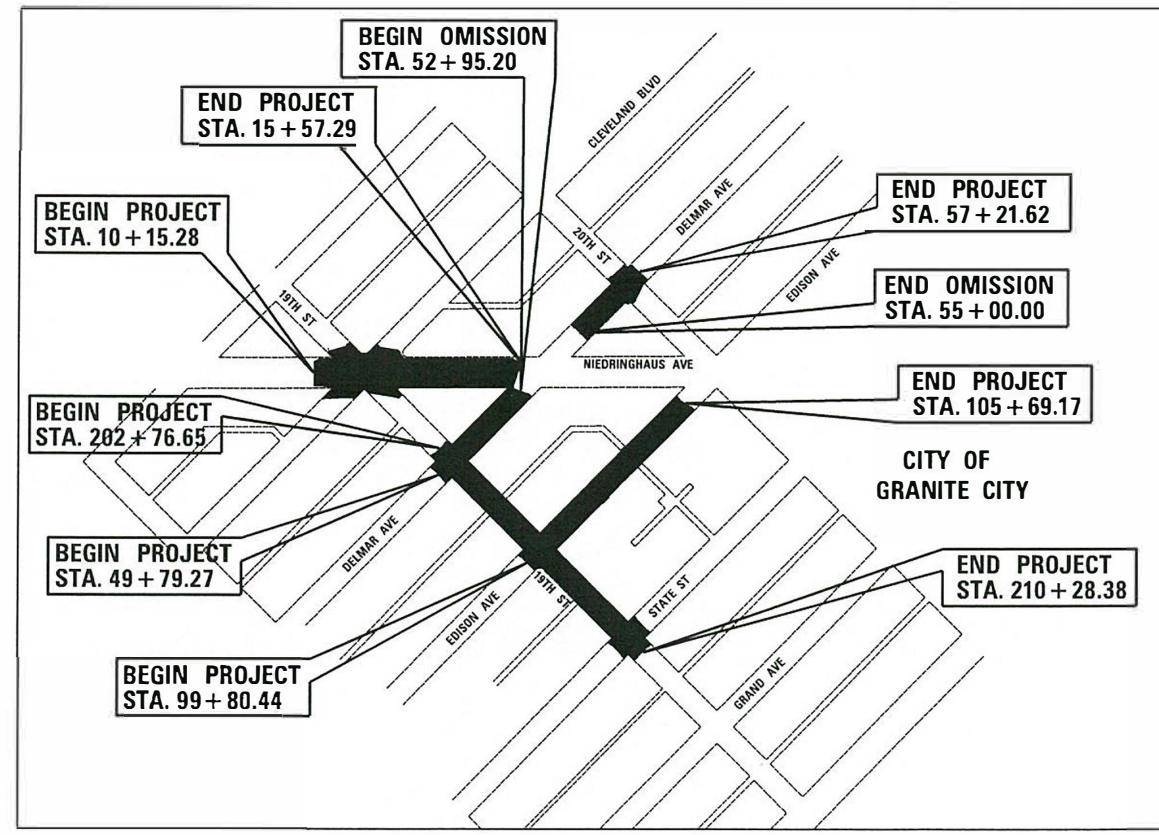 BEGIN OMISSION
STA. 52+95.20
END PROJECT
STA. 15+57.29
BEGIN PROJECT
STA. 10+15.28
CLEVELAND BLVD
DELMAR AVE
20TH ST
EDISON AVE
END PROJECT
STA. 57+21.62
END OMISSION
STA. 55+00.00
19TH ST
NIEDRINGHAUS AVE
END PROJECT
STA. 105+69.17
BEGIN PROJECT
STA. 202+76.65
CITY OF
GRANITE CITY
BEGIN PROJECT
STA. 49+79.27
DELMAR AVE
EDISON AVE
19TH ST
STATE ST
END PROJECT
STA. 210+28.38
GRAND AVE
BEGIN PROJECT
STA. 99+80.44